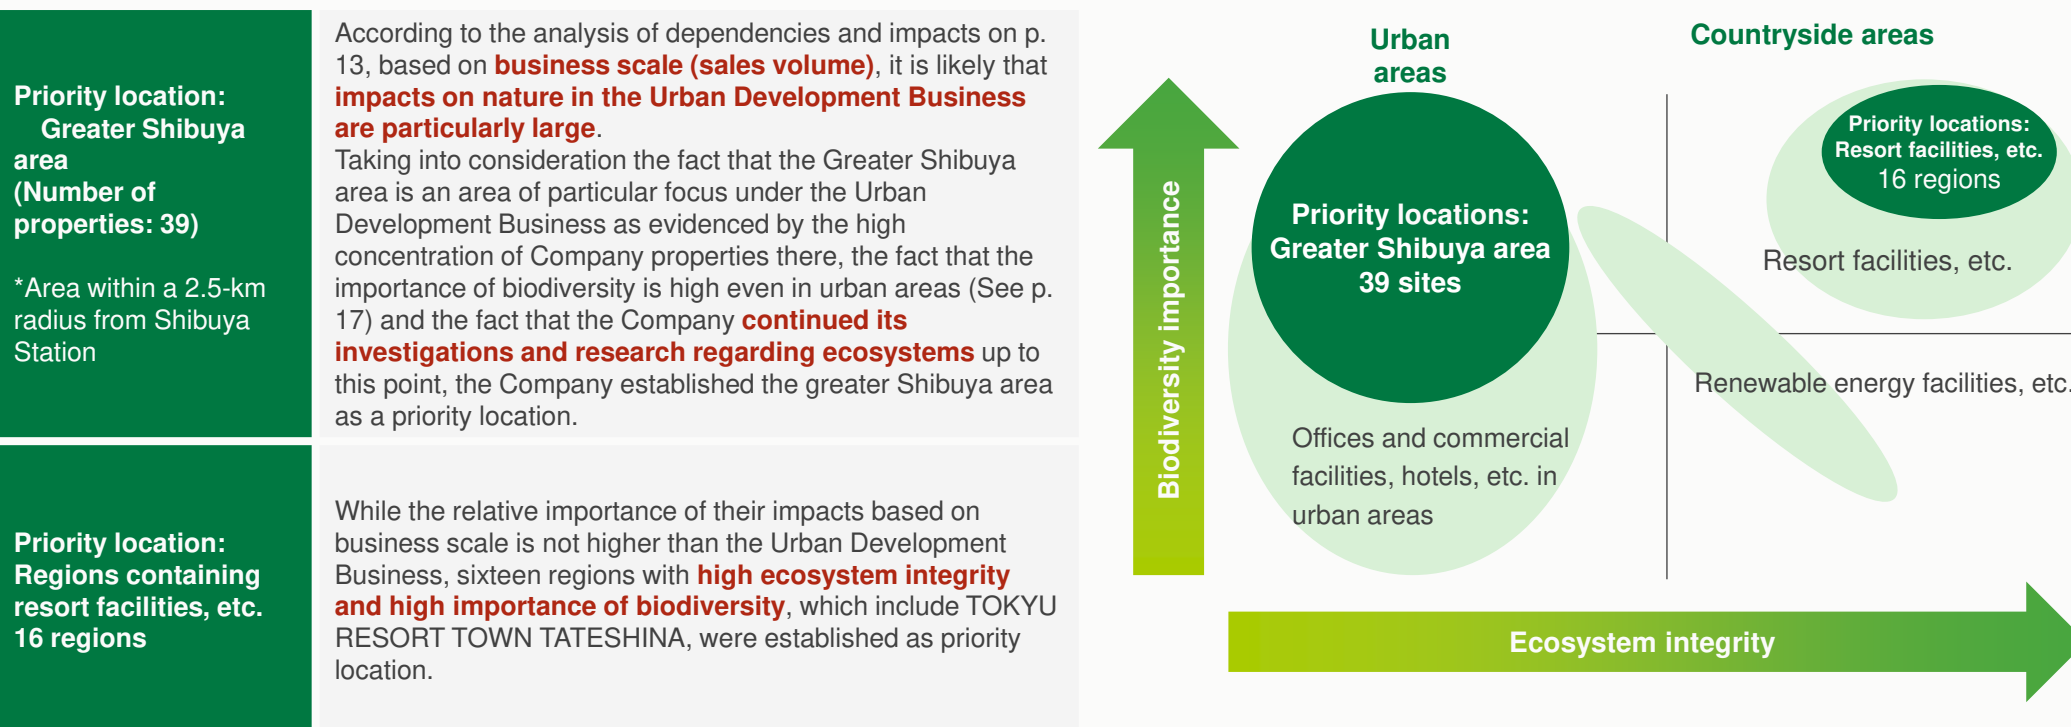 Priority location:
Greater Shibuya
area
(Number of
properties: 39)
*Area within a 2.5-km
radius from Shibuya
Station
According to the analysis of dependencies and impacts on p.
13, based on business scale (sales volume), it is likely that
impacts on nature in the Urban Development Business
are particularly large.
Taking into consideration the fact that the Greater Shibuya
area is an area of particular focus under the Urban
Development Business as evidenced by the high
concentration of Company properties there, the fact that the
importance of biodiversity is high even in urban areas (See p.
17) and the fact that the Company continued its
investigations and research regarding ecosystems up to
this point, the Company established the greater Shibuya area
as a priority location.
Priority location:
Regions containing
resort facilities, etc.
16 regions
While the relative importance of their impacts based on
business scale is not higher than the Urban Development
Business, sixteen regions with high ecosystem integrity
and high importance of biodiversity, which include TOKYU
RESORT TOWN TATESHINA, were established as priority
location.
Urban
areas
Countryside areas
Biodiversity importance
Priority locations:
Greater Shibuya area
39 sites
Offices and commercial
facilities, hotels, etc. in
urban areas
Priority locations:
Resort facilities, etc.
16 regions
Resort facilities, etc.
Renewable energy facilities, etc.
Ecosystem integrity